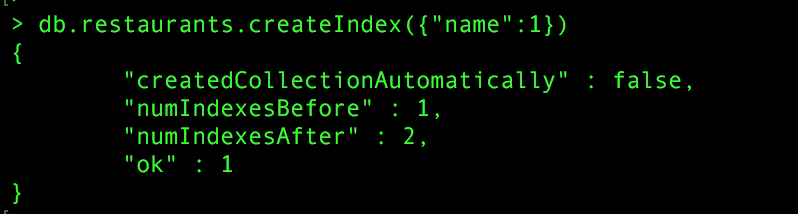 > db.restaurants.createIndex({"name":1})
{
        "createdCollectionAutomatically" : false,
        "numIndexesBefore" : 1,
        "numIndexesAfter" : 2,
        "ok" : 1
}